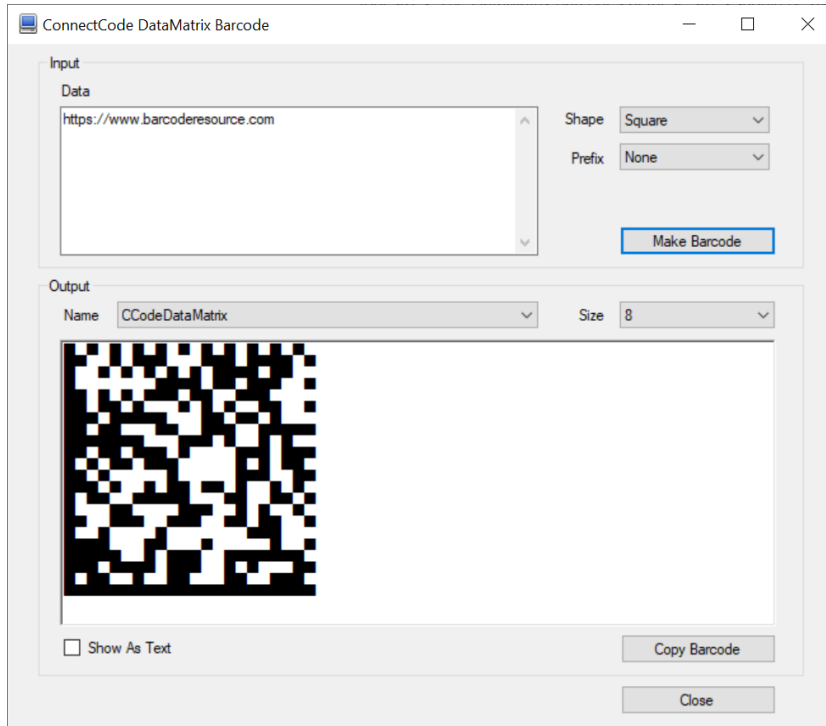 ConnectCode DataMatrix Barcode
Input
Data
https://www.barcoderesource.com
Shape Square
Prefix None
Make Barcode
Output
Name CCodeDataMatrix Size 8
Show As Text
Copy Barcode
Close